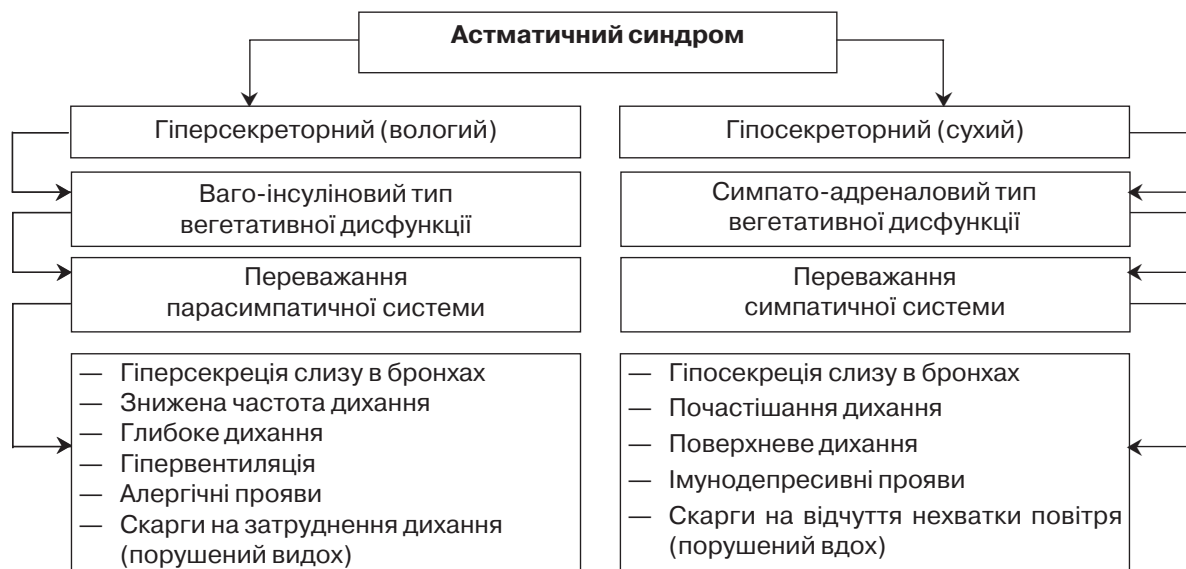 Астматичний синдром
Гіперсекреторний (вологий)
Ваго-інсуліновий тип
вегетативної дисфункції
Переважання
парасимпатичної системи
— Гіперсекреція слизу в бронхах
— Знижена частота дихання
— Глибоке дихання
— Гіпервентиляція
— Алергічні прояви
— Скарги на затруднення дихання
(порушений видох)
Гіпосекреторний (сухий)
Симпато-адреналовий тип
вегетативної дисфункції
Переважання
симпатичної системи
— Гіпосекреція слизу в бронхах
— Почастішання дихання
— Поверхневе дихання
— Імунодепресивні прояви
— Скарги на відчуття нехватки повітря
(порушений вдох)